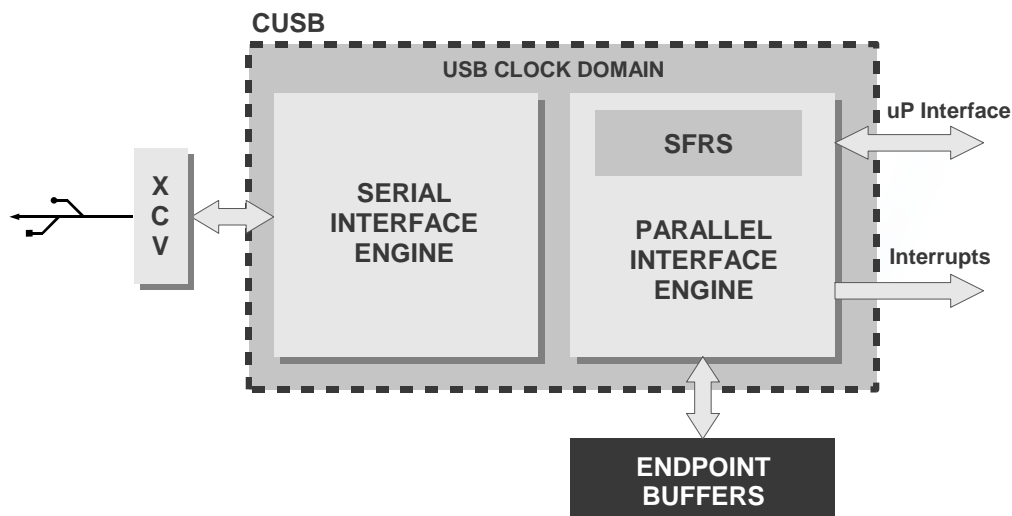 CUSB
USB CLOCK DOMAIN
uP Interface
SFRS
X
C
V
SERIAL
INTERFACE
ENGINE
PARALLEL
INTERFACE
ENGINE
Interrupts
ENDPOINT
BUFFERS